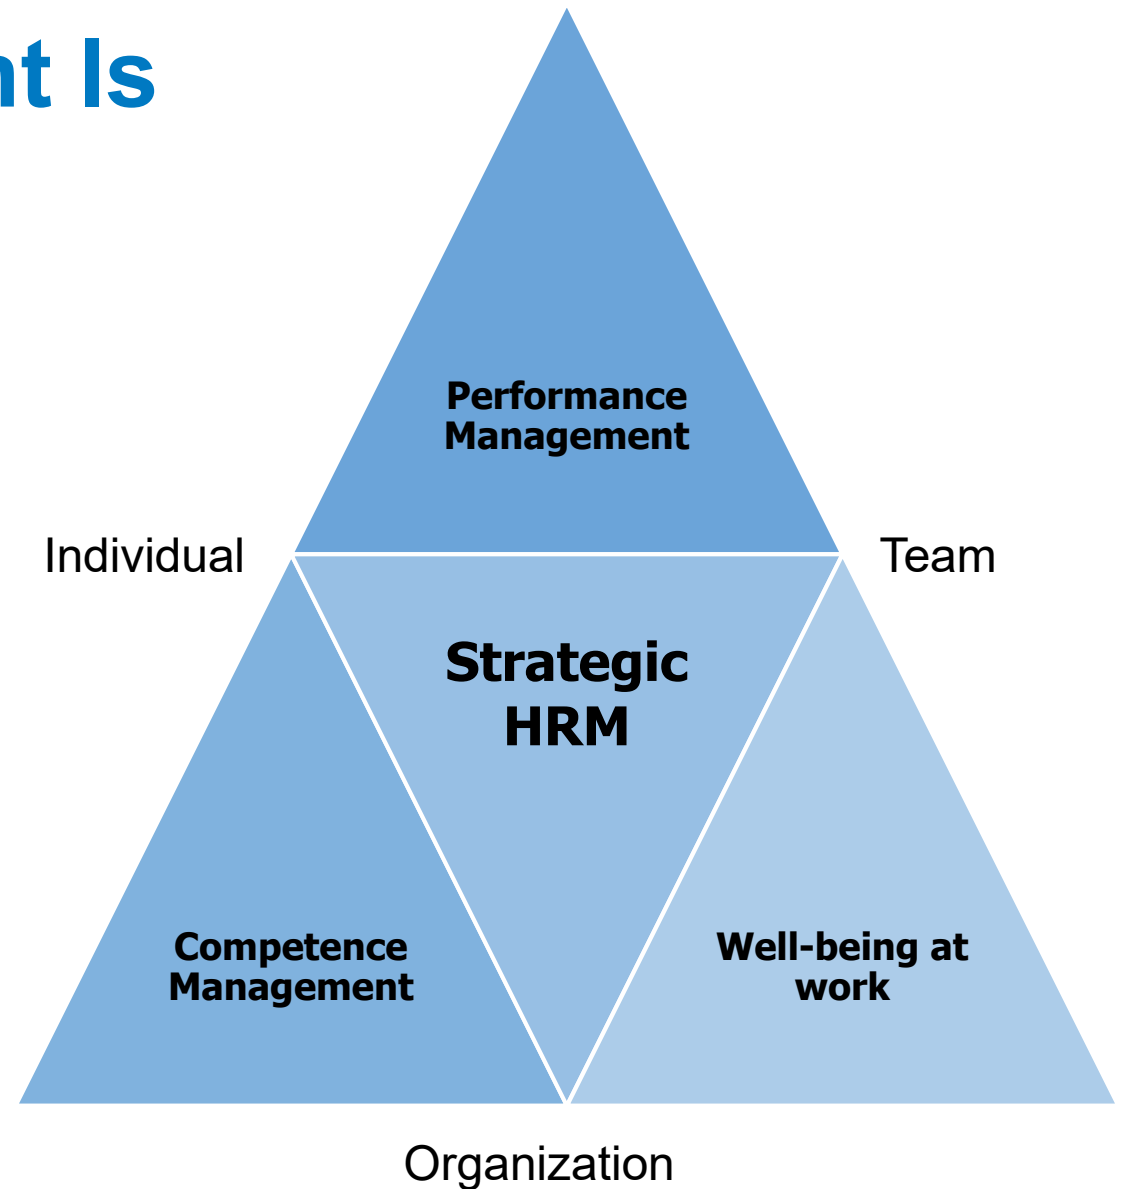 nt Is
Performance
Management
Individual
Team
Strategic
HRM
Competence
Management
Well-being at
work
Organization